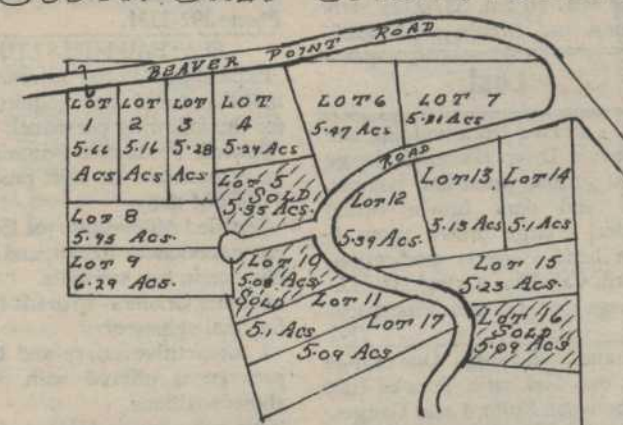 BEAVER POINT ROAD
LOT 1 5.66 Acs
LOT 2 5.16 Acs
LOT 3 5.28 Acs
LOT 4 5.24 Acs
LOT 5 SOLD 5.35 Acs.
LOT 6 5.47 Acs
LOT 7 5.21 Acs
ROAD
LOT 8 5.95 Acs.
LOT 9 6.29 Acs.
LOT 10 5.08 Acs. SOLD
LOT 11 5.1 Acs
LOT 12 5.39 Acs.
LOT 13 5.13 Acs
LOT 14 5.1 Acs
LOT 15 5.23 Acs.
LOT 16 SOLD 5.09 Acs
LOT 17 5.09 Acs